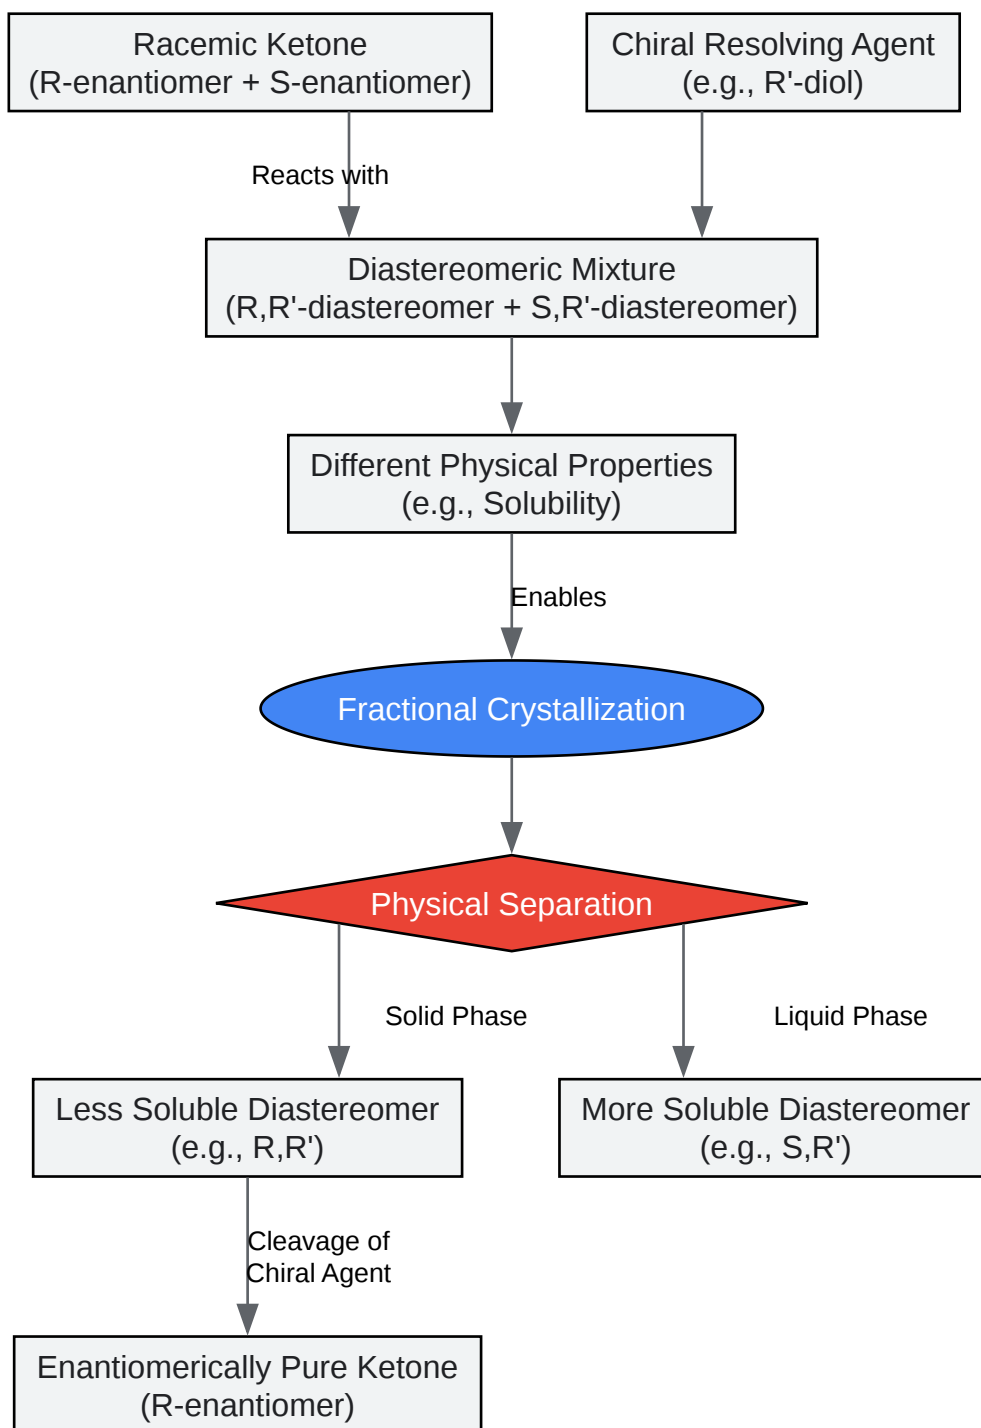 Racemic Ketone
(R-enantiomer + S-enantiomer)
Chiral Resolving Agent
(e.g., R'-diol)
Reacts with
Diastereomeric Mixture
(R,R'-diastereomer + S,R'-diastereomer)
Different Physical Properties
(e.g., Solubility)
Enables
Fractional Crystallization
Physical Separation
Solid Phase
Liquid Phase
Less Soluble Diastereomer
(e.g., R,R')
More Soluble Diastereomer
(e.g., S,R')
Cleavage of
Chiral Agent
Enantiomerically Pure Ketone
(R-enantiomer)